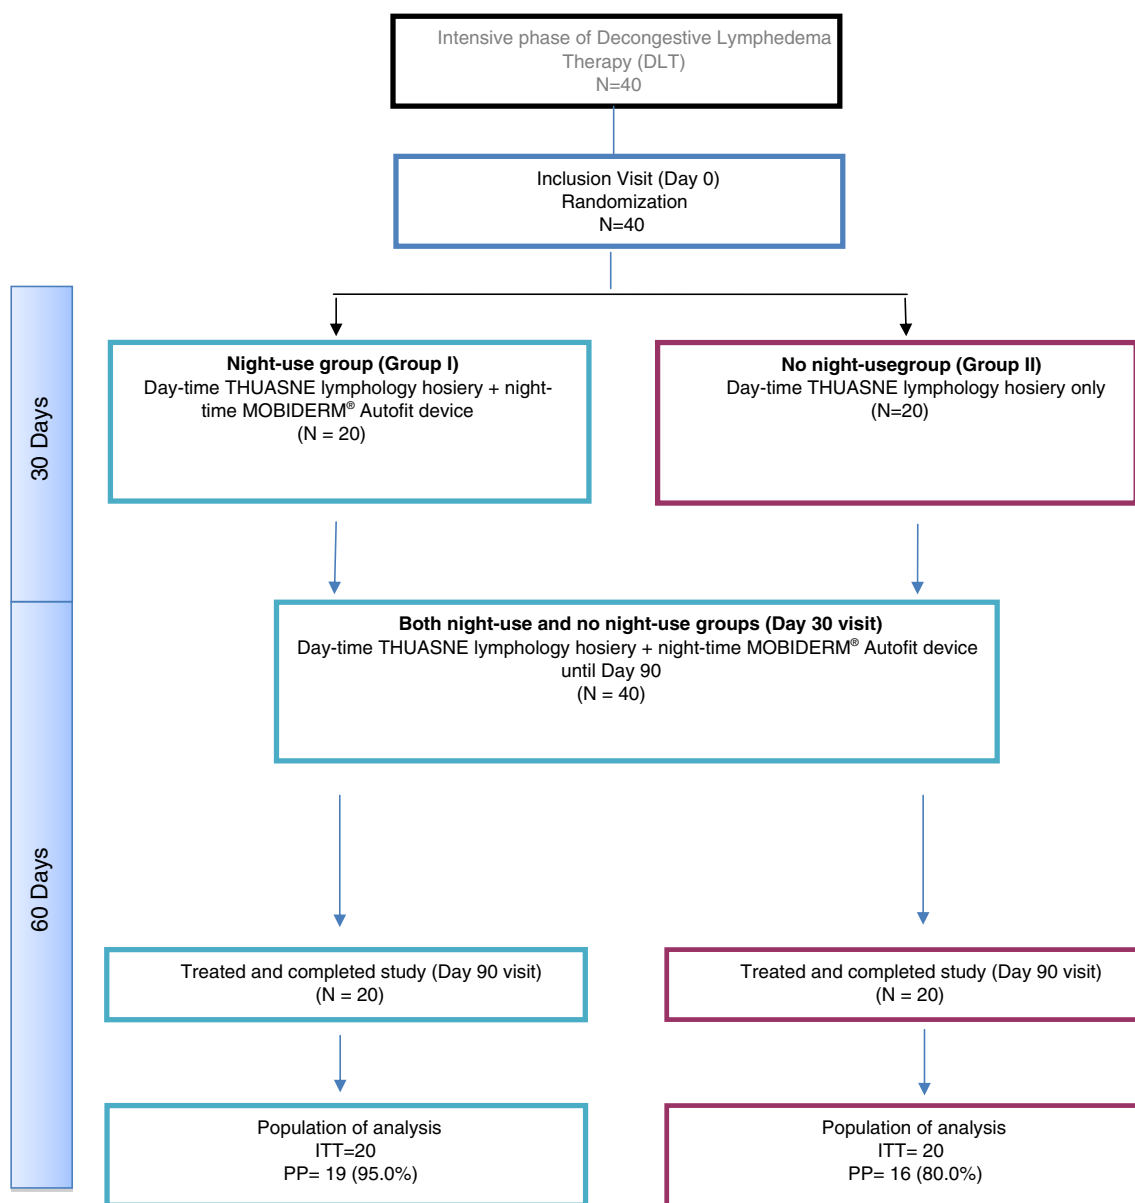 Intensive phase of Decongestive Lymphedema
Therapy (DLT)
N=40
Inclusion Visit (Day 0)
Randomization
N=40
30 Days
Night-use group (Group I)
Day-time THUASNE lymphology hosiery + night-
time MOBIDERM® Autofit device
(N = 20)
No night-usegroup (Group II)
Day-time THUASNE lymphology hosiery only
(N=20)
60 Days
Both night-use and no night-use groups (Day 30 visit)
Day-time THUASNE lymphology hosiery + night-time MOBIDERM® Autofit device
until Day 90
(N = 40)
Treated and completed study (Day 90 visit)
(N = 20)
Treated and completed study (Day 90 visit)
(N = 20)
Population of analysis
ITT=20
PP= 19 (95.0%)
Population of analysis
ITT= 20
PP= 16 (80.0%)